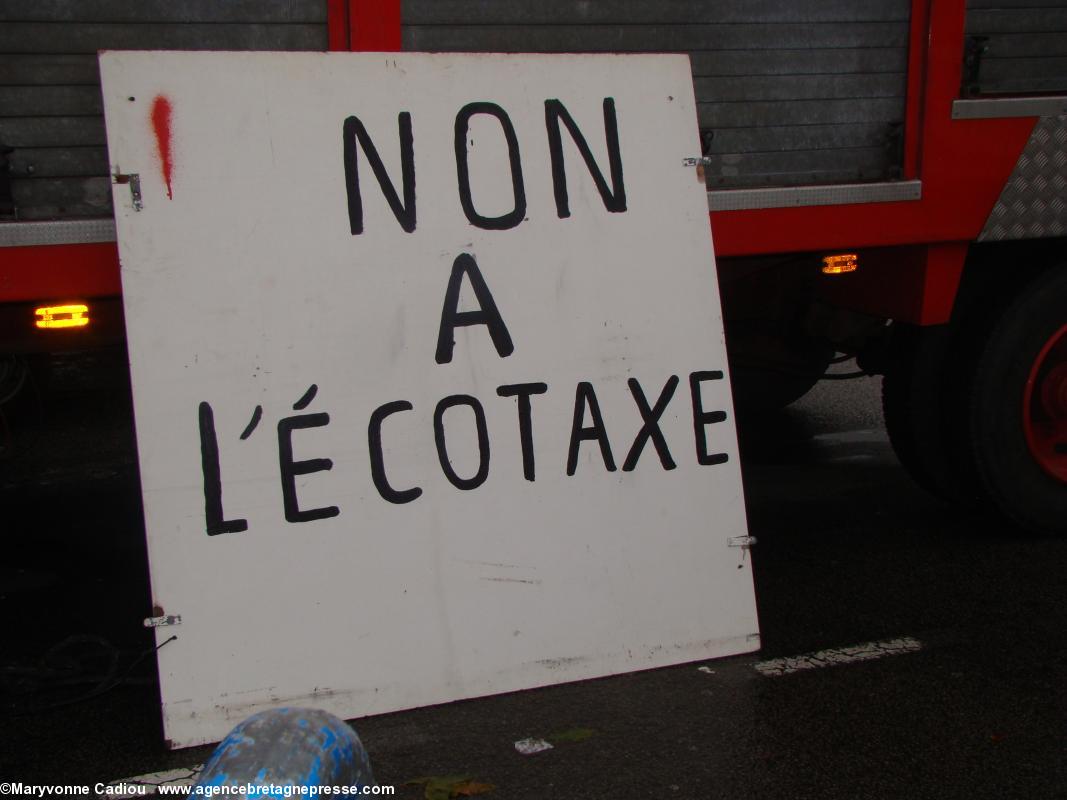 NON
A
L'ÉCOTAXE
©Maryvonne Cadiou www.agencebretagnepresse.com